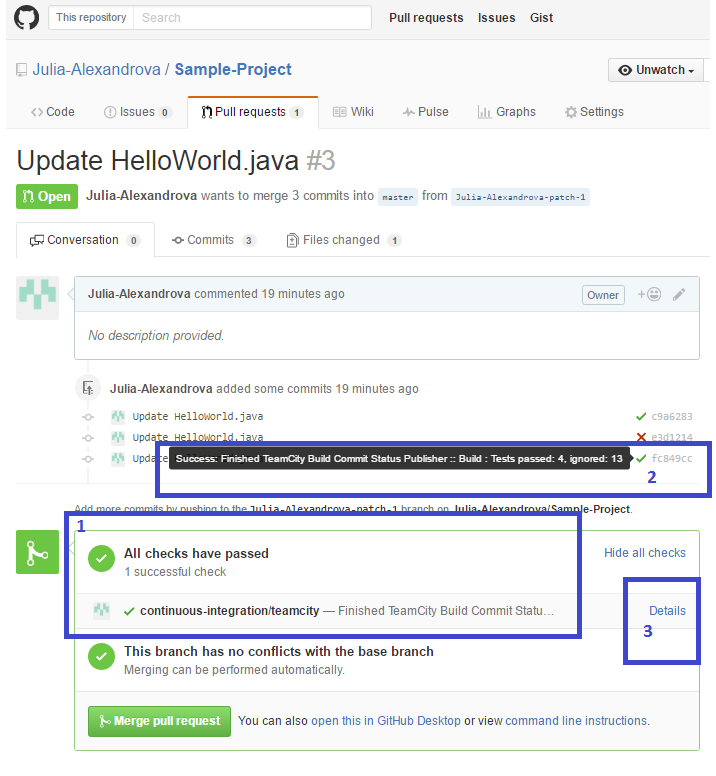 This repository Search Pull requests Issues Gist
Julia-Alexandrova / Sample-Project Unwatch
Code Issues 0 Pull requests 1 Wiki Pulse Graphs Settings
Update HelloWorld.java #3
Open Julia-Alexandrova wants to merge 3 commits into master from Julia-Alexandrova-patch-1
Conversation 0 Commits 3 Files changed 1
Julia-Alexandrova commented 19 minutes ago Owner
No description provided.
Julia-Alexandrova added some commits 19 minutes ago
Update HelloWorld.java c9a6283
Update HelloWorld.java e3d1214
Upda Success: Finished TeamCity Build Commit Status Publisher :: Build : Tests passed: 4, ignored: 13 fc849cc
2
Add more commits by pushing to the Julia-Alexandrova-patch-1 branch on Julia-Alexandrova/Sample-Project.
1
All checks have passed Hide all checks
1 successful check
continuous-integration/teamcity — Finished TeamCity Build Commit Statu… Details
3
This branch has no conflicts with the base branch
Merging can be performed automatically.
Merge pull request You can also open this in GitHub Desktop or view command line instructions.